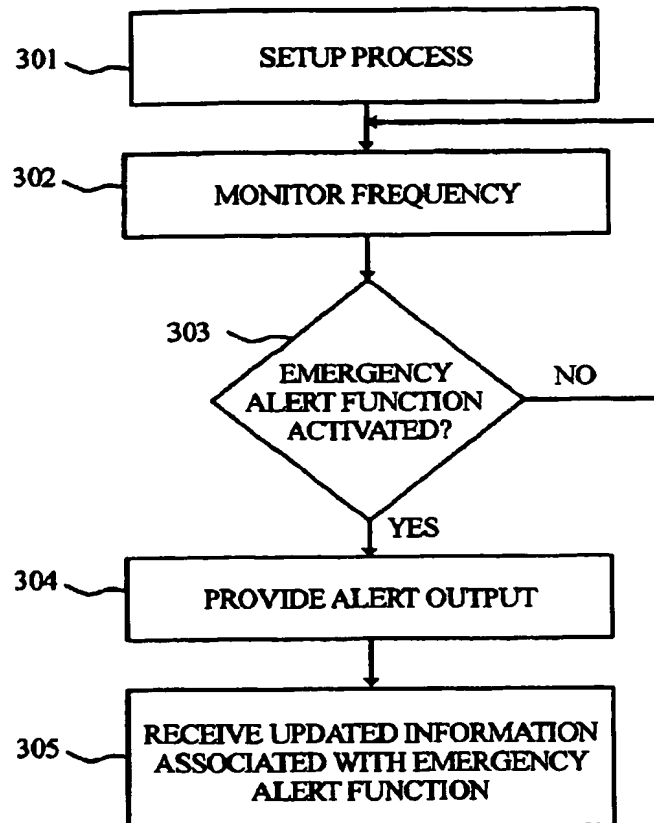 301
SETUP PROCESS
302
MONITOR FREQUENCY
303
EMERGENCY
ALERT FUNCTION
ACTIVATED?
NO
YES
304
PROVIDE ALERT OUTPUT
305
RECEIVE UPDATED INFORMATION
ASSOCIATED WITH EMERGENCY
ALERT FUNCTION